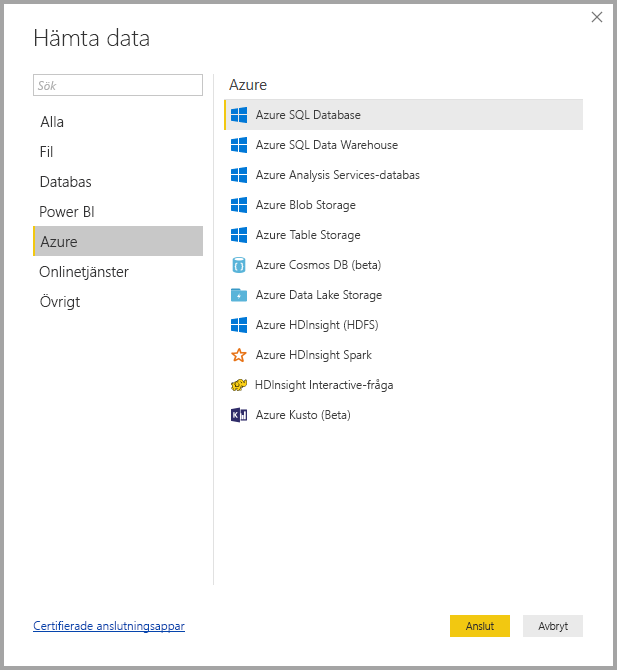 Hämta data
Sök
Alla
Fil
Databas
Power BI
Azure
Onlinetjänster
Övrigt
Azure
Azure SQL Database
Azure SQL Data Warehouse
Azure Analysis Services-databas
Azure Blob Storage
Azure Table Storage
Azure Cosmos DB (beta)
Azure Data Lake Storage
Azure HDInsight (HDFS)
Azure HDInsight Spark
HDInsight Interactive-fråga
Azure Kusto (Beta)
Certifierade anslutningsappar
Anslut
Avbryt